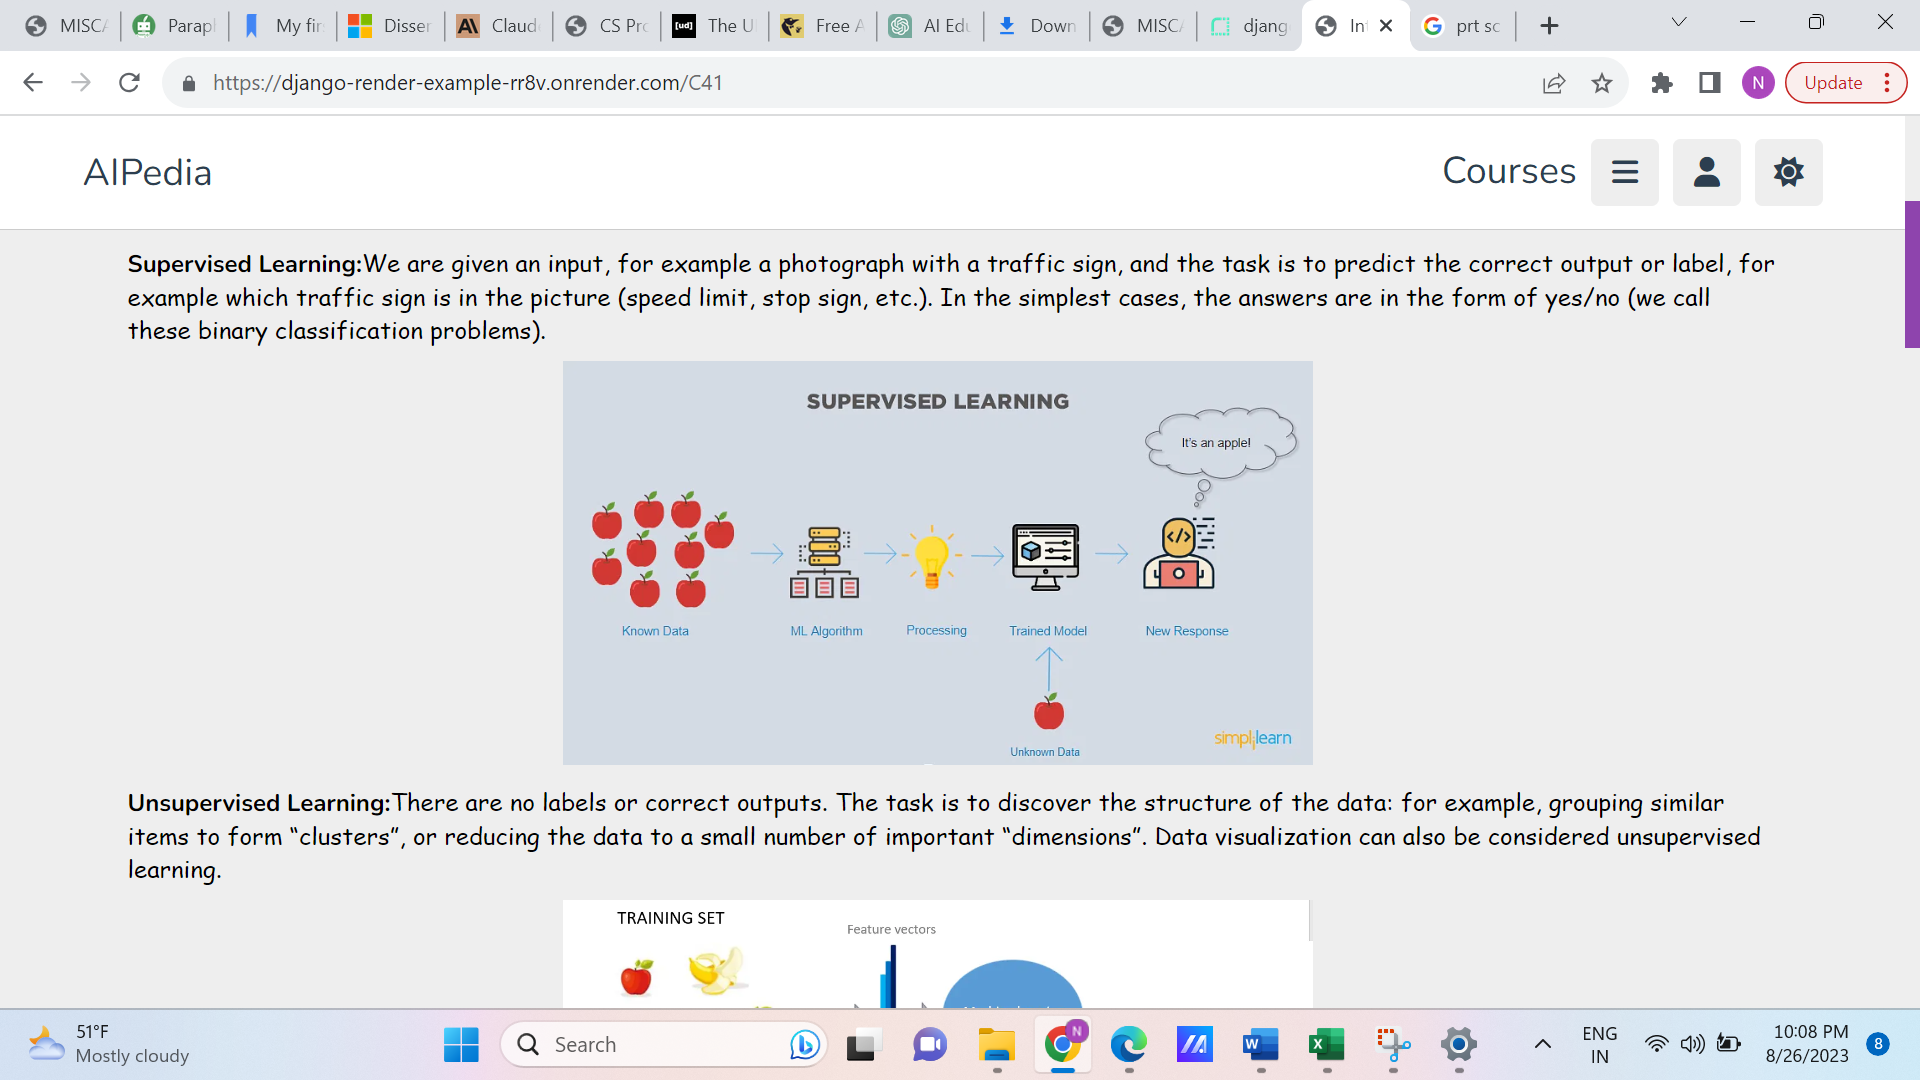 MISCA
Parapl
My fir
Disser
Claud
CS Pro
[ud] The U
Free A
AI Edu
Down
MISCA
djang
In
prt sc
https://django-render-example-rr8v.onrender.com/C41
N
Update
AIPedia
Courses
Supervised Learning:We are given an input, for example a photograph with a traffic sign, and the task is to predict the correct output or label, for
example which traffic sign is in the picture (speed limit, stop sign, etc.). In the simplest cases, the answers are in the form of yes/no (we call
these binary classification problems).
SUPERVISED LEARNING
It's an apple!
Known Data
ML Algorithm
Processing
Trained Model
New Response
Unknown Data
simplilearn
Unsupervised Learning:There are no labels or correct outputs. The task is to discover the structure of the data: for example, grouping similar
items to form “clusters”, or reducing the data to a small number of important “dimensions”. Data visualization can also be considered unsupervised
learning.
TRAINING SET
Feature vectors
51°F
Mostly cloudy
Search
N
ENG
IN
10:08 PM
8/26/2023
8